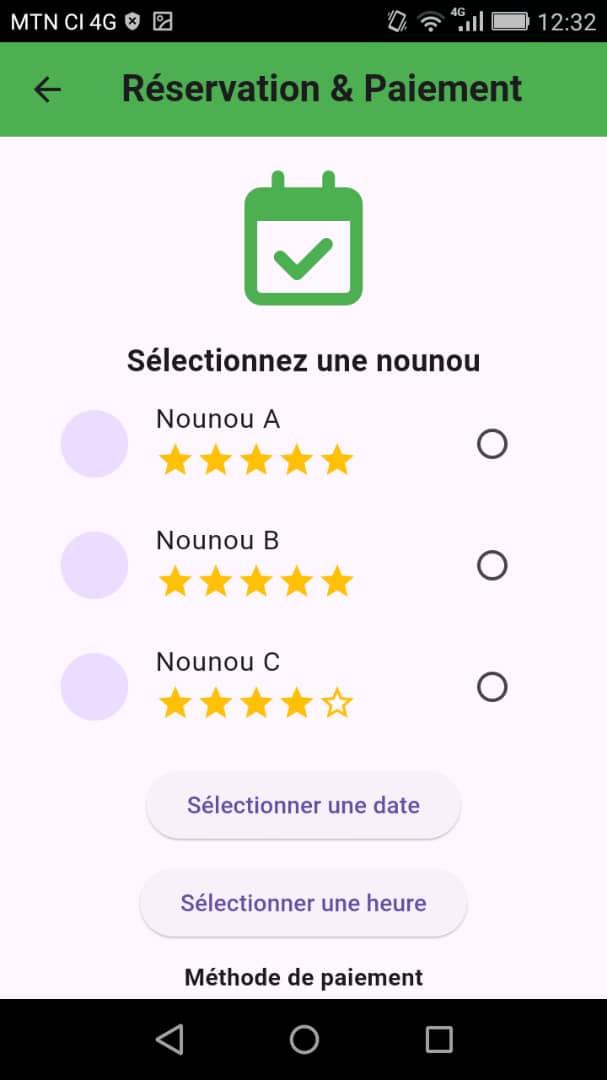 MTN CI 4G 4G 12:32
Réservation & Paiement
Sélectionnez une nounou
Nounou A
Nounou B
Nounou C
Sélectionner une date
Sélectionner une heure
Méthode de paiement